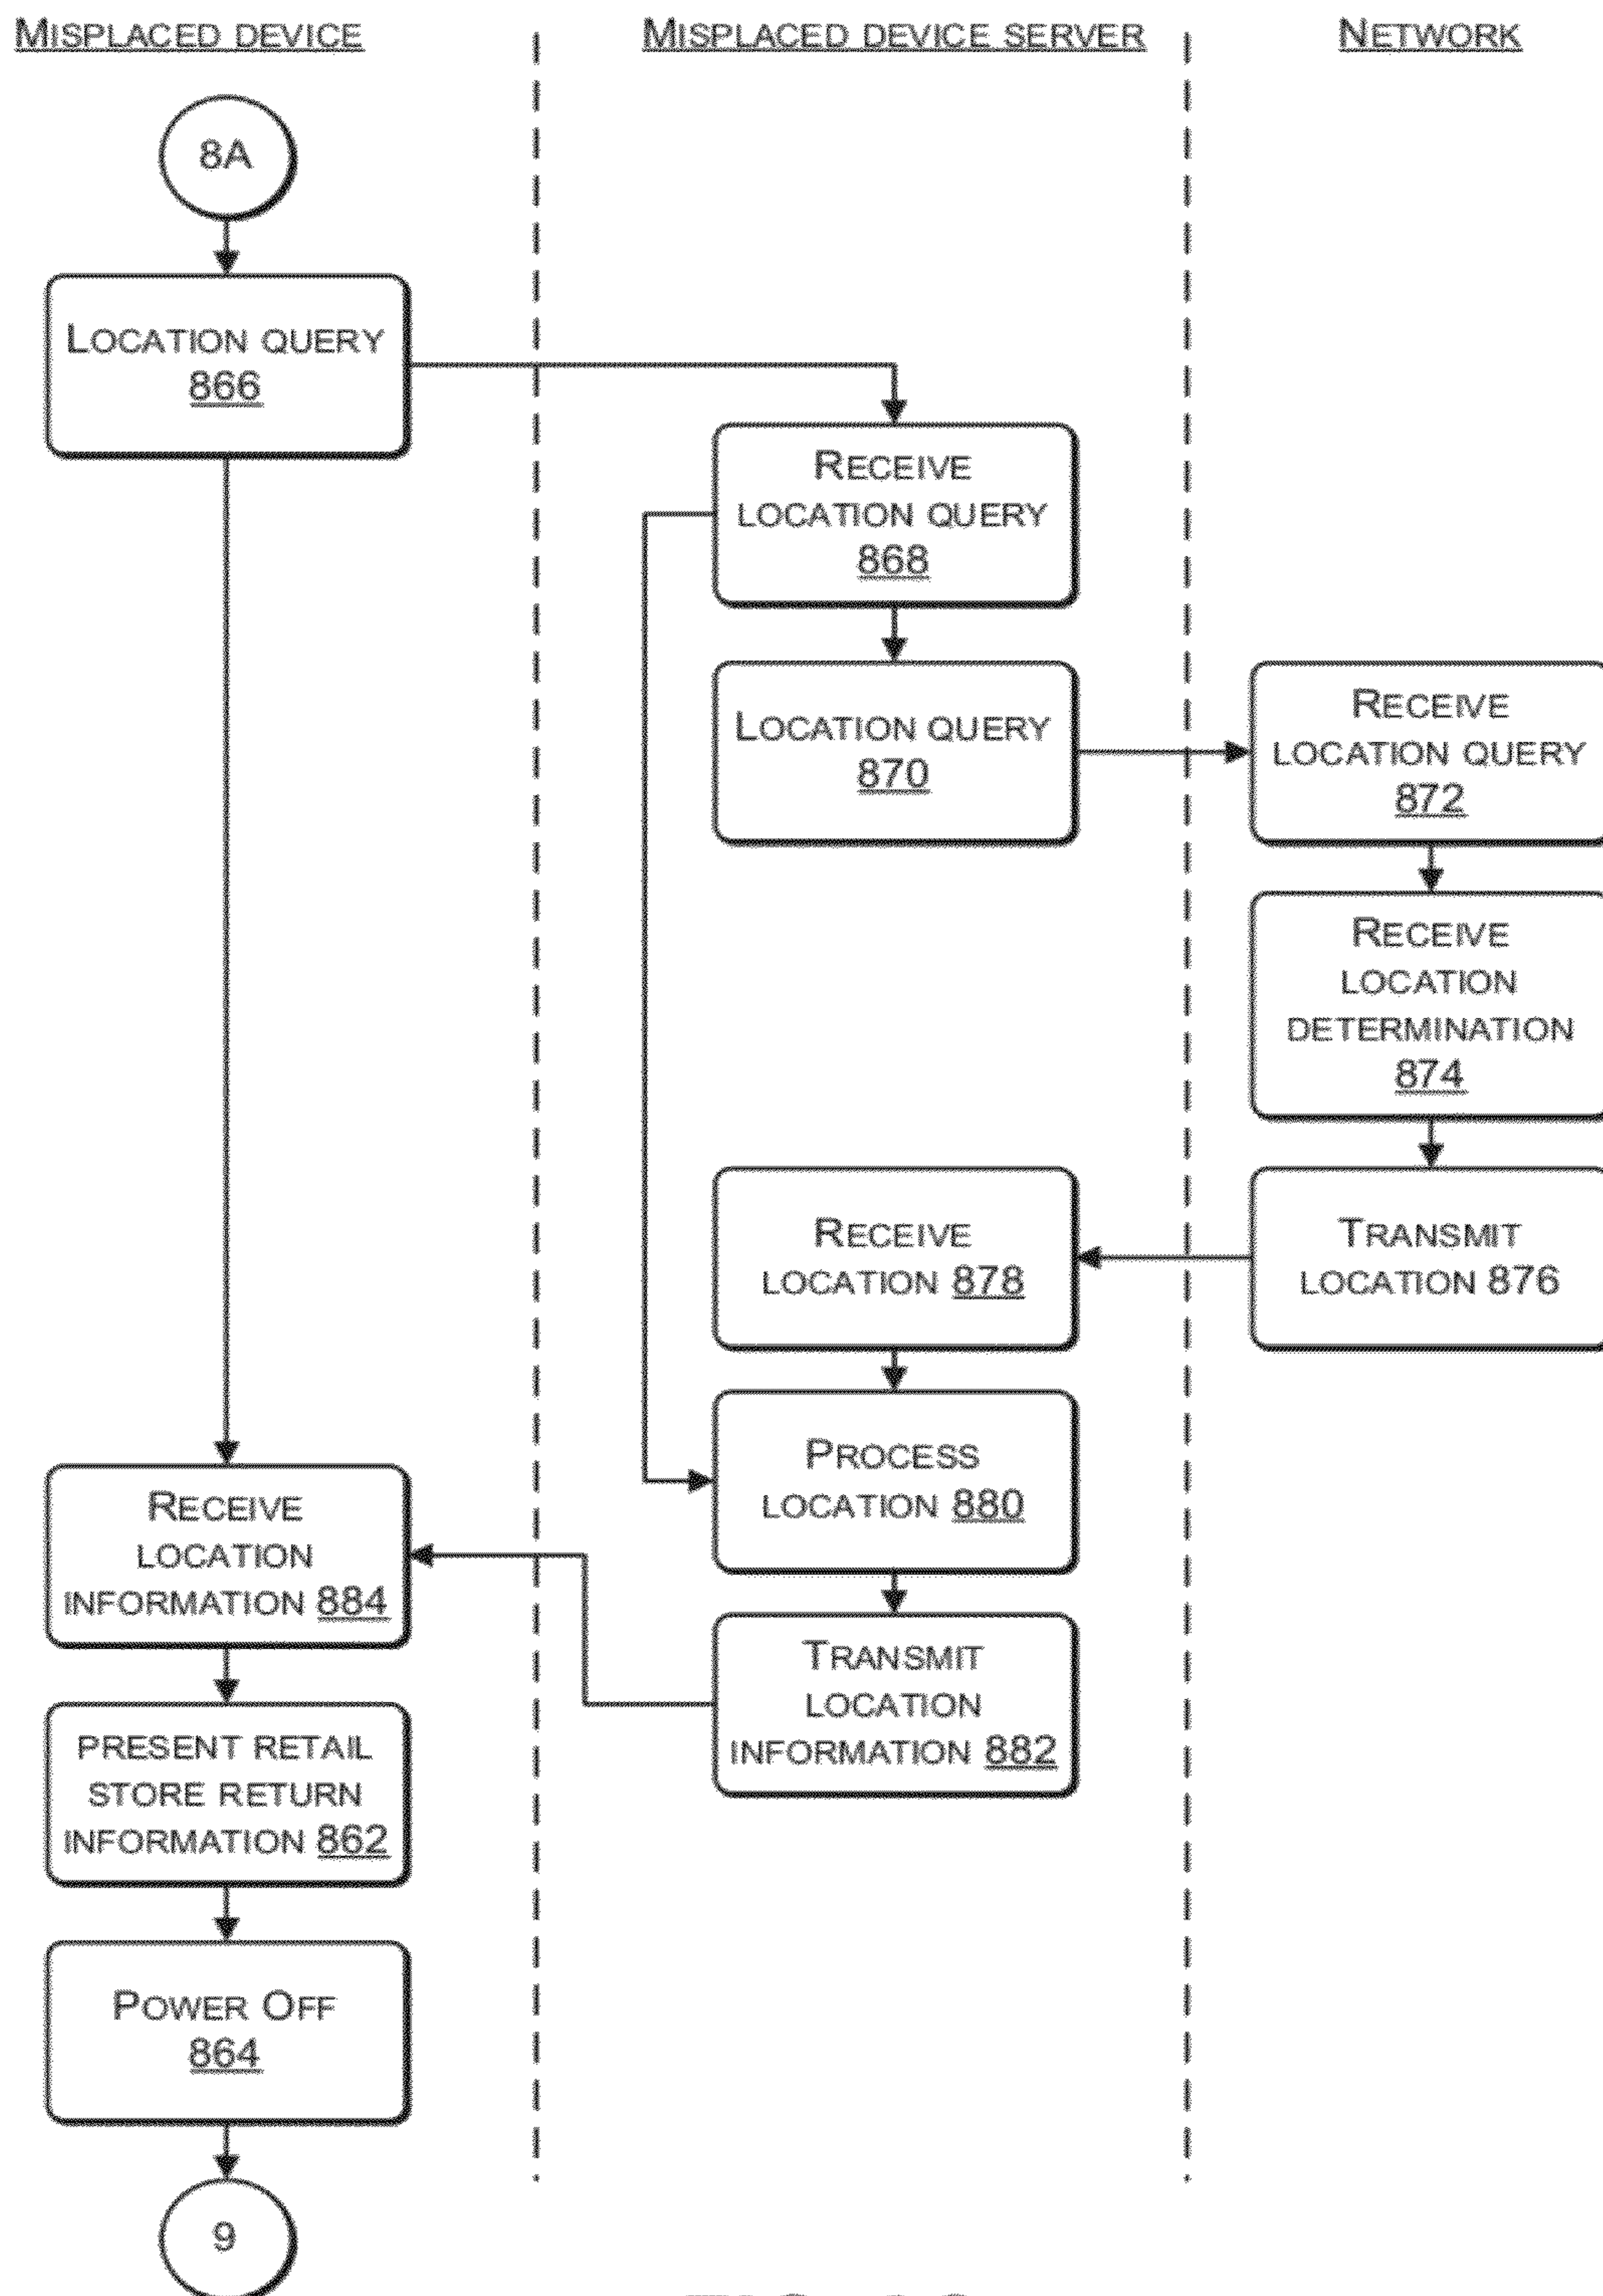 MISPLACED DEVICE
MISPLACED DEVICE SERVER
NETWORK
8A
LOCATION QUERY
866
RECEIVE
LOCATION QUERY
868
LOCATION QUERY
870
RECEIVE
LOCATION QUERY
872
RECEIVE
LOCATION
DETERMINATION
874
TRANSMIT
LOCATION 876
RECEIVE
LOCATION 878
PROCESS
LOCATION 880
TRANSMIT
LOCATION
INFORMATION 882
RECEIVE
LOCATION
INFORMATION 884
PRESENT RETAIL
STORE RETURN
INFORMATION 862
POWER OFF
864
9